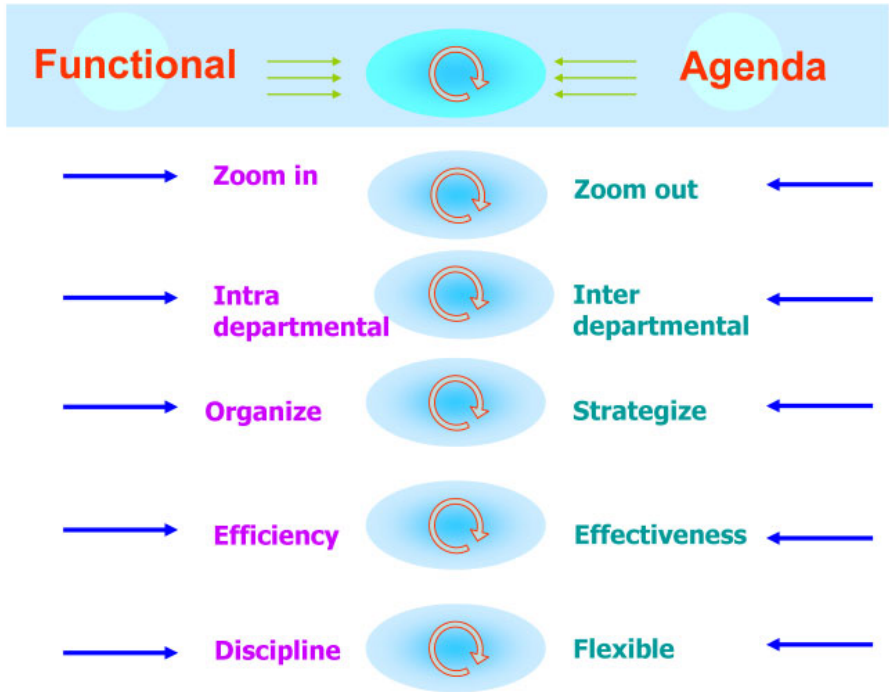 Functional Agenda
Zoom in Zoom out
Intra Inter
departmental departmental
Organize Strategize
Efficiency Effectiveness
Discipline Flexible